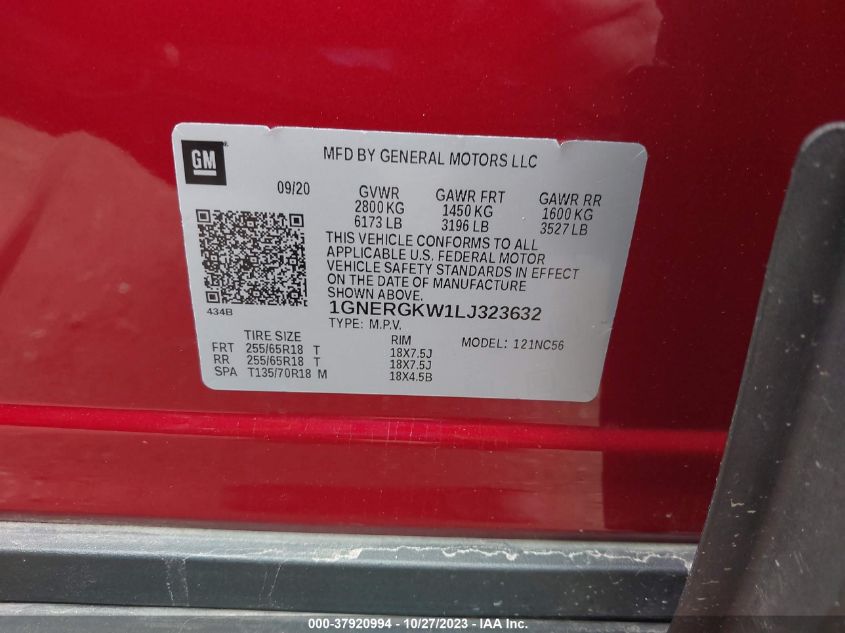 GM
MFD BY GENERAL MOTORS LLC
09/20
GVWR GAWR FRT GAWR RR
2800 KG 1450 KG 1600 KG
6173 LB 3196 LB 3527 LB
THIS VEHICLE CONFORMS TO ALL
APPLICABLE U.S. FEDERAL MOTOR
VEHICLE SAFETY STANDARDS IN EFFECT
ON THE DATE OF MANUFACTURE
SHOWN ABOVE.
434B
1GNERGKW1LJ323632
TYPE: M.P.V.
TIRE SIZE RIM MODEL: 121NC56
FRT 255/65R18 T 18X7.5J
RR 255/65R18 T 18X7.5J
SPA T135/70R18 M 18X4.5B
000-37920994 - 10/27/2023 - IAA Inc.